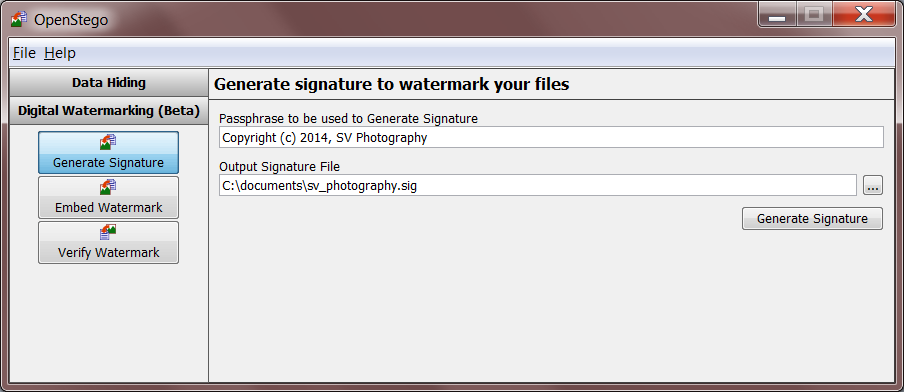 OpenStego
File Help
Data Hiding
Digital Watermarking (Beta)
Generate Signature
Embed Watermark
Verify Watermark
Generate signature to watermark your files
Passphrase to be used to Generate Signature
Copyright (c) 2014, SV Photography
Output Signature File
C:\documents\sv_photography.sig
...
Generate Signature